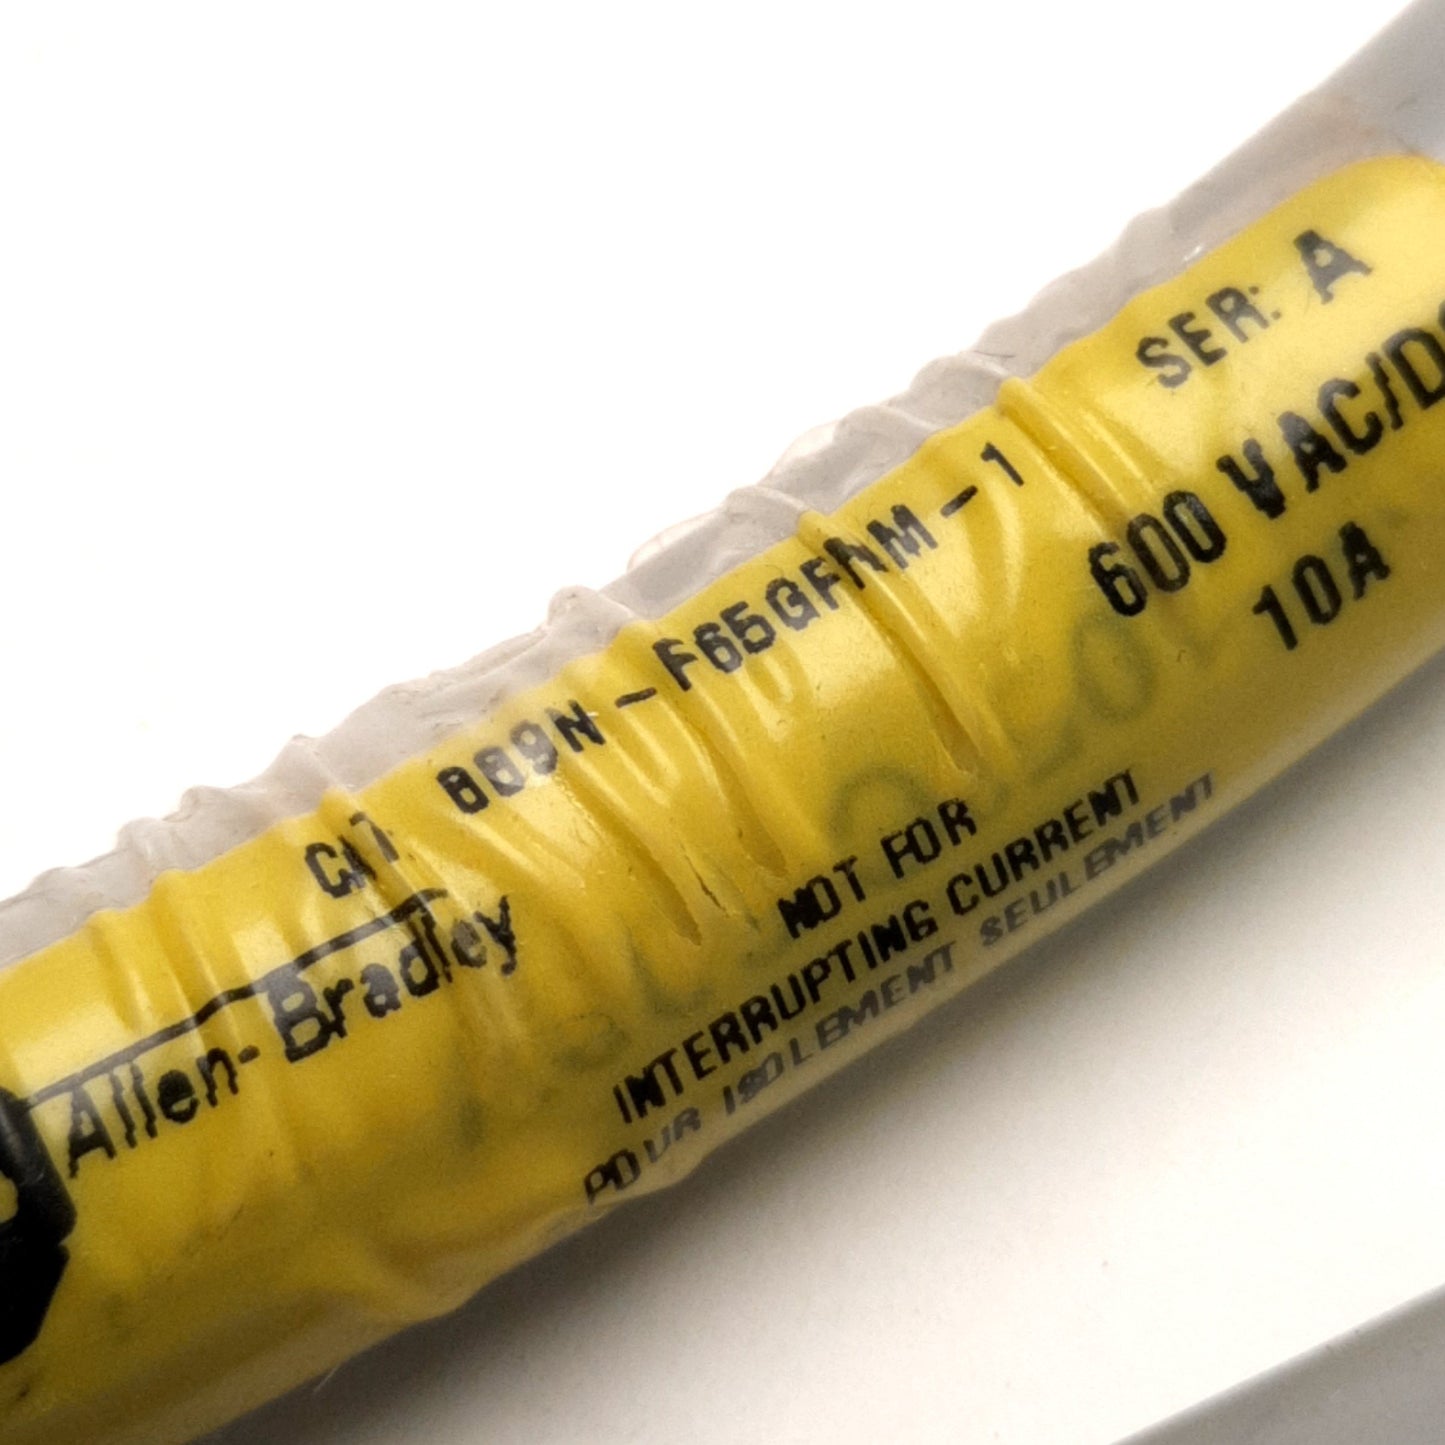 CAT. 889N-F65GFNM-1
SER: A
Allen-Bradley
600 VAC/DC
10A
NOT FOR
INTERRUPTING CURRENT
POUR ISOLEMENT SEULEMENT